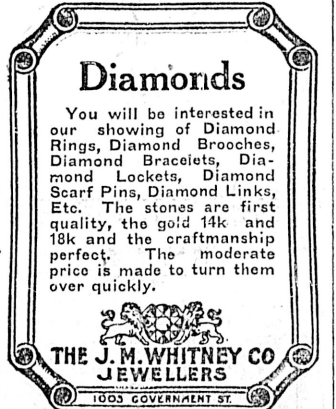 Diamonds
You will be interested in
our showing of Diamond
Rings, Diamond Brooches,
Diamond Bracelets, Dia-
mond Lockets, Diamond
Scarf Pins, Diamond Links,
Etc. The stones are first
quality, the gold 14k and
18k and the craftmanship
perfect. The moderate
price is made to turn them
over quickly.
THE J. M. WHITNEY CO
JEWELLERS
1003 GOVERNMENT ST.